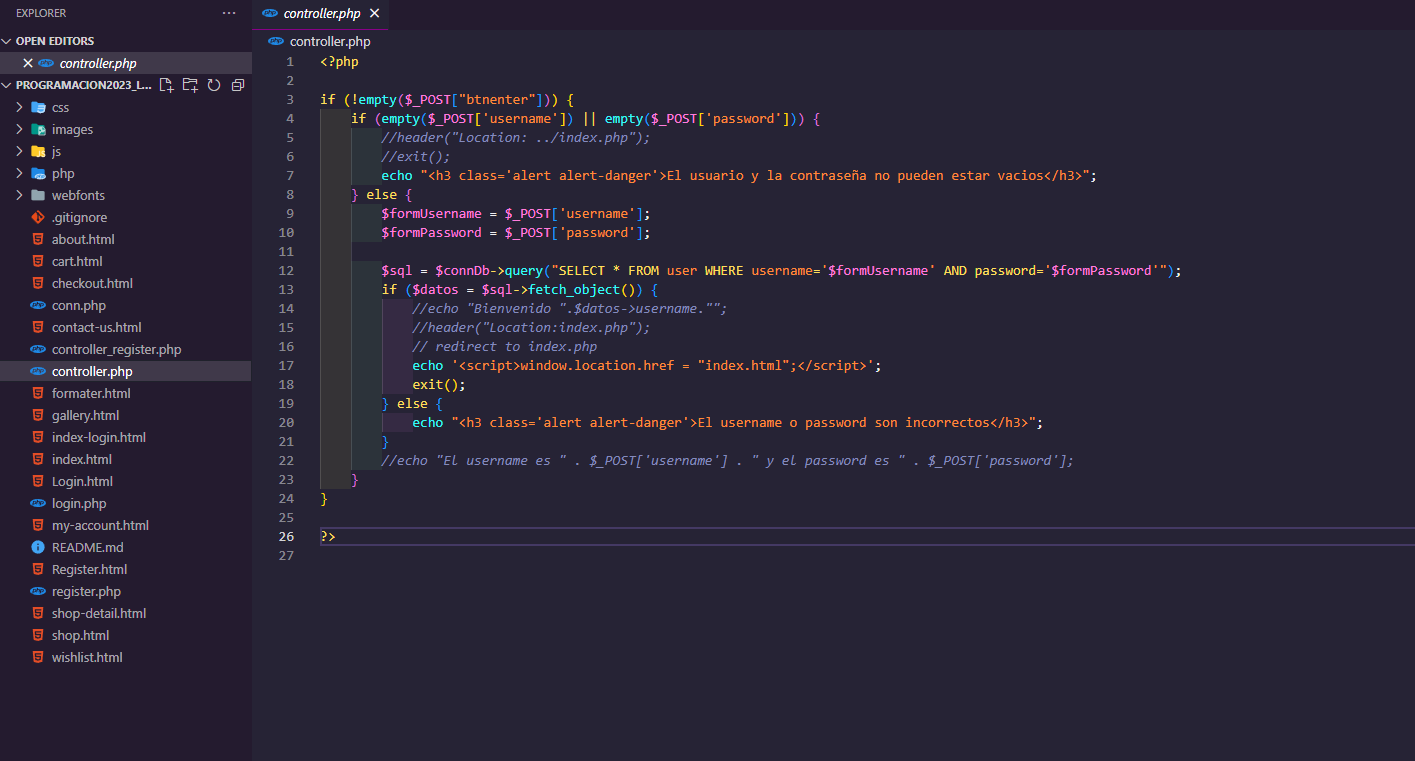 EXPLORER
OPEN EDITORS
controller.php
PROGRAMACION2023_L...
css
images
js
php
webfonts
.gitignore
about.html
cart.html
checkout.html
conn.php
contact-us.html
controller_register.php
controller.php
formater.html
gallery.html
index-login.html
index.html
Login.html
login.php
my-account.html
README.md
Register.html
register.php
shop-detail.html
shop.html
wishlist.html
controller.php
controller.php
1 <?php
2
3 if (!empty($_POST["btnenter"])) {
4 if (empty($_POST['username']) || empty($_POST['password'])) {
5 //header("Location: ../index.php");
6 //exit();
7 echo "<h3 class='alert alert-danger'>El usuario y la contraseña no pueden estar vacios</h3>";
8 } else {
9 $formUsername = $_POST['username'];
10 $formPassword = $_POST['password'];
11
12 $sql = $connDb->query("SELECT * FROM user WHERE username='$formUsername' AND password='$formPassword'");
13 if ($datos = $sql->fetch_object()) {
14 //echo "Bienvenido ".$datos->username."";
15 //header("Location:index.php");
16 // redirect to index.php
17 echo '<script>window.location.href = "index.html";</script>';
18 exit();
19 } else {
20 echo "<h3 class='alert alert-danger'>El username o password son incorrectos</h3>";
21 }
22 //echo "El username es " . $_POST['username'] . " y el password es " . $_POST['password'];
23 }
24 }
25
26 ?>
27